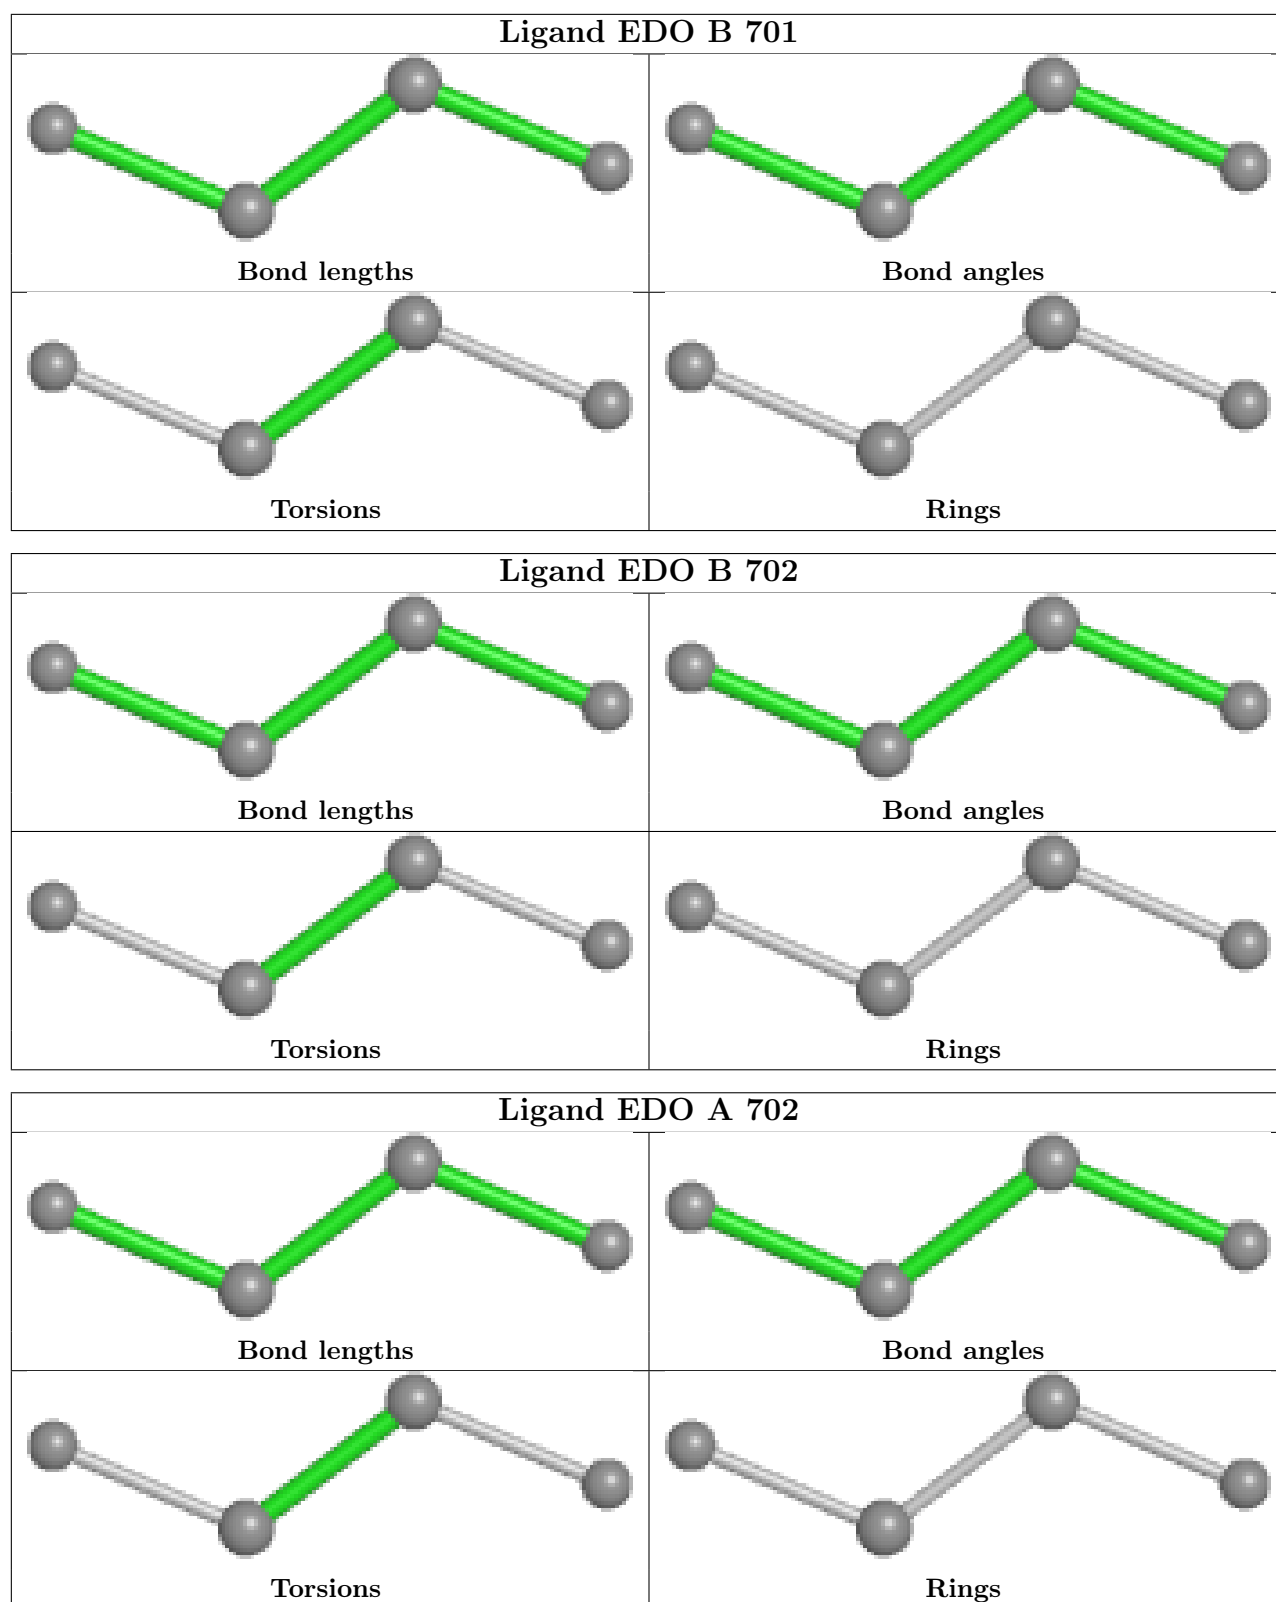 Ligand EDO B 701
Bond lengths
Bond angles
Torsions
Rings
Ligand EDO B 702
Bond lengths
Bond angles
Torsions
Rings
Ligand EDO A 702
Bond lengths
Bond angles
Torsions
Rings